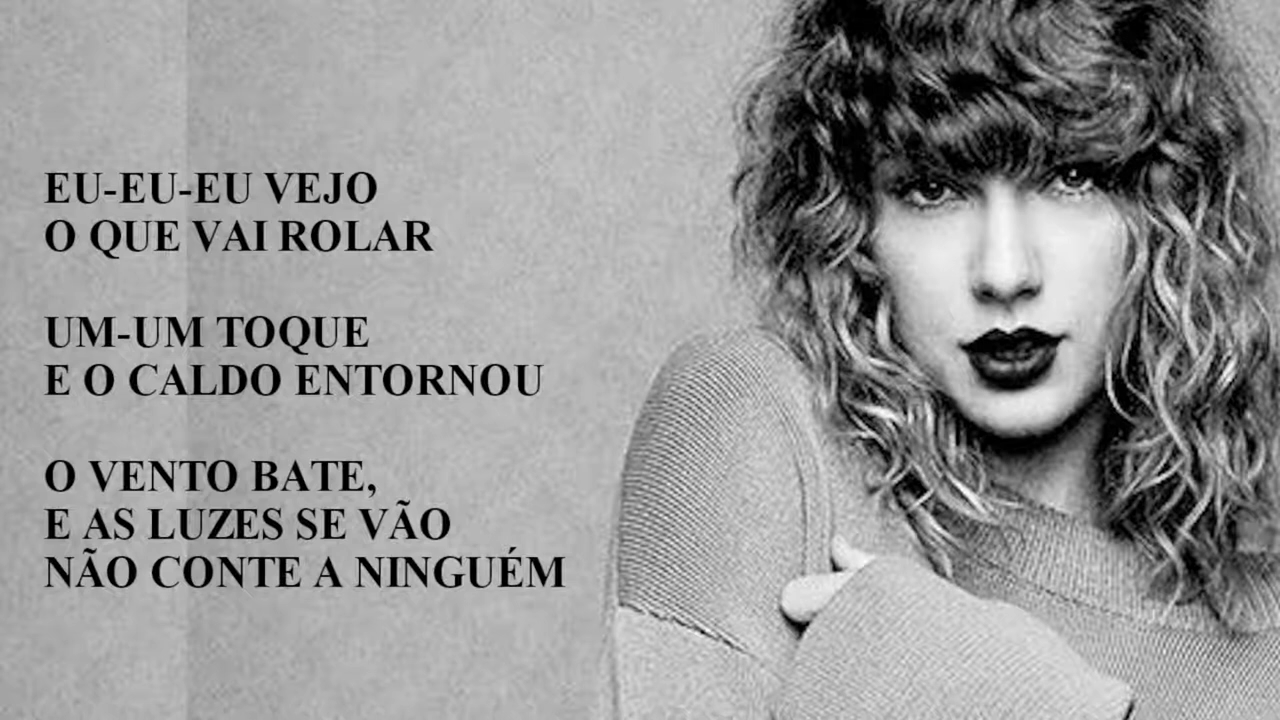 EU-EU-EU VEJO
O QUE VAI ROLAR
UM-UM TOQUE
E O CALDO ENTORNOU
O VENTO BATE,
E AS LUZES SE VÃO
NÃO CONTE A NINGUÉM